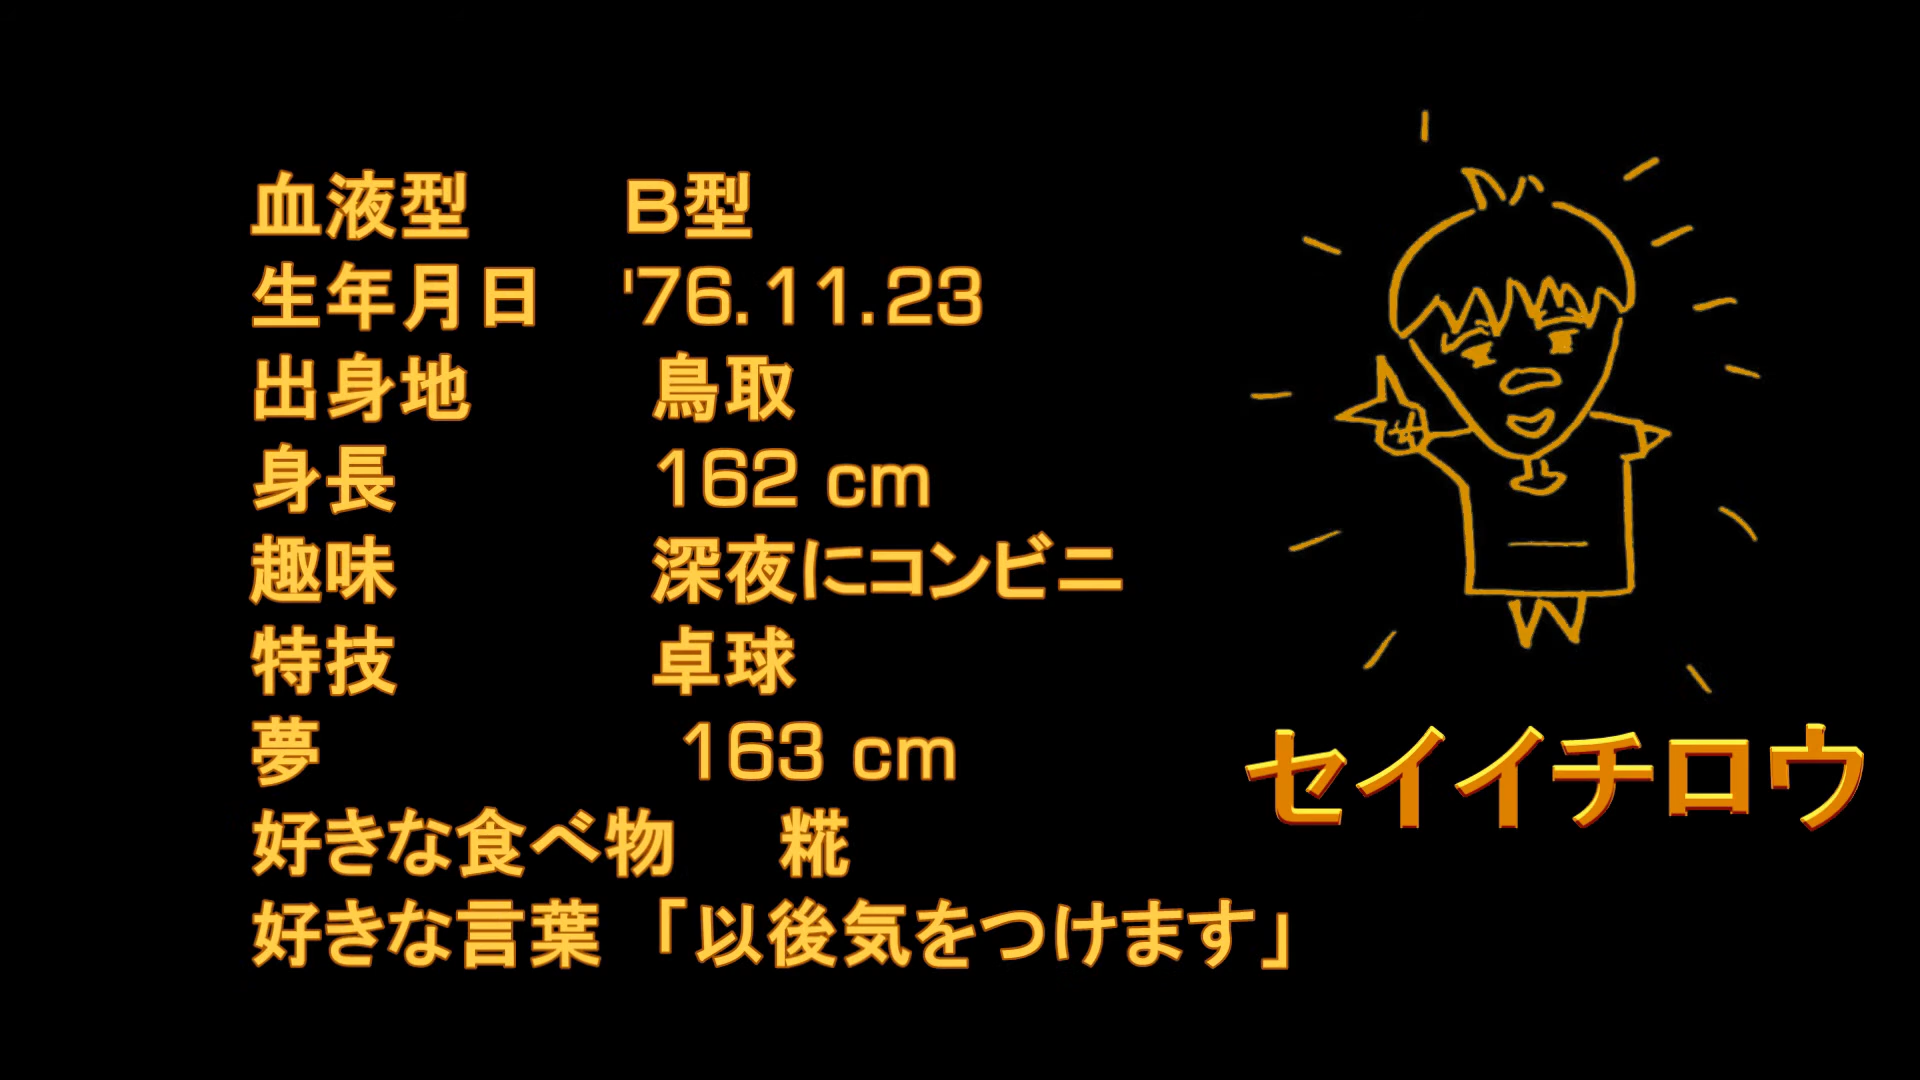 血液型　　B型
生年月日　'76.11.23
出身地　　鳥取
身長　　162 cm
趣味　　深夜にコンビニ
特技　　卓球
夢　　163 cm
好きな食べ物　糀
好きな言葉「以後気をつけます」
セイイチロウ